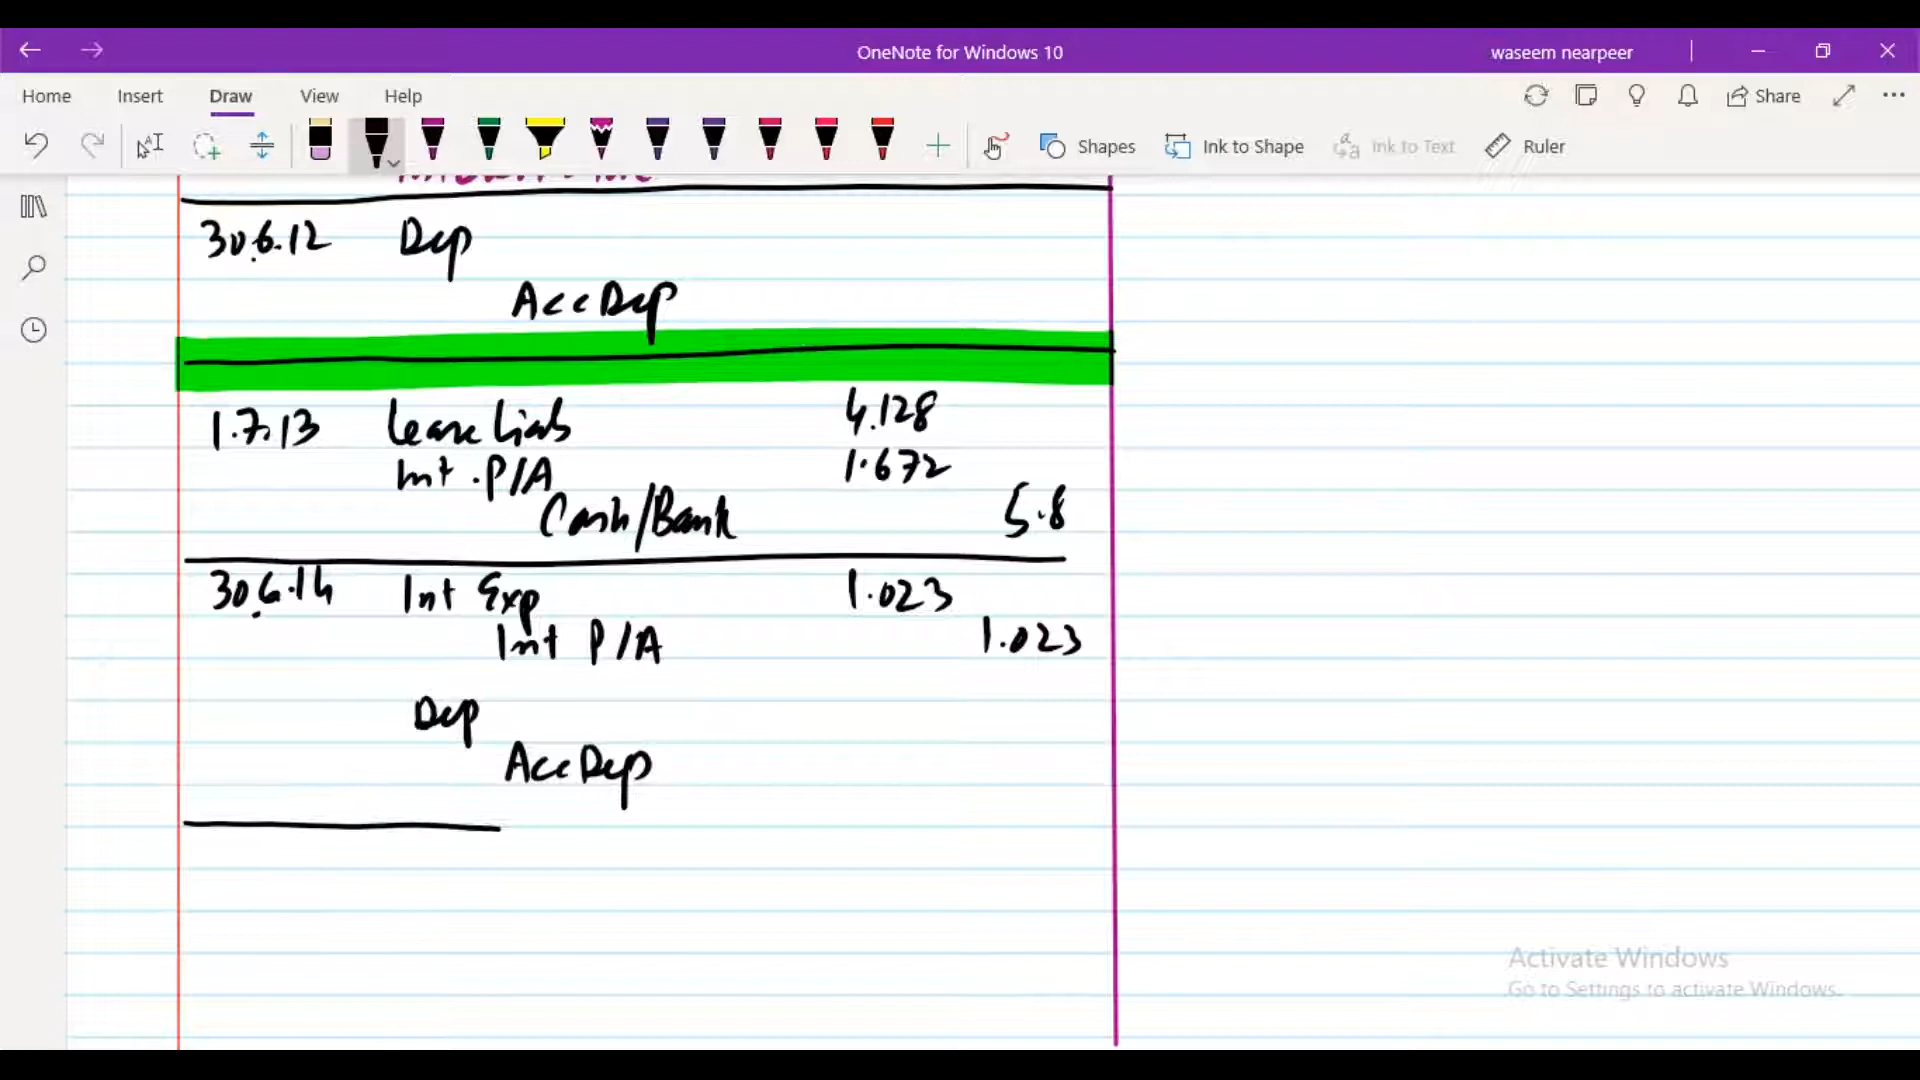 OneNote for Windows 10
waseem nearpeer
Home Insert Draw View Help
Share
Shapes Ink to Shape Ink to Text Ruler
30.6.12 Dep
Acc Dep
1.7.13 Lease Liab 4.128
Int . P/A 1.672
Cash/Bank 5.8
30.6.14 Int Exp 1.023
Int P/A 1.023
Dep
Acc Dep
Activate Windows
Go to Settings to activate Windows.